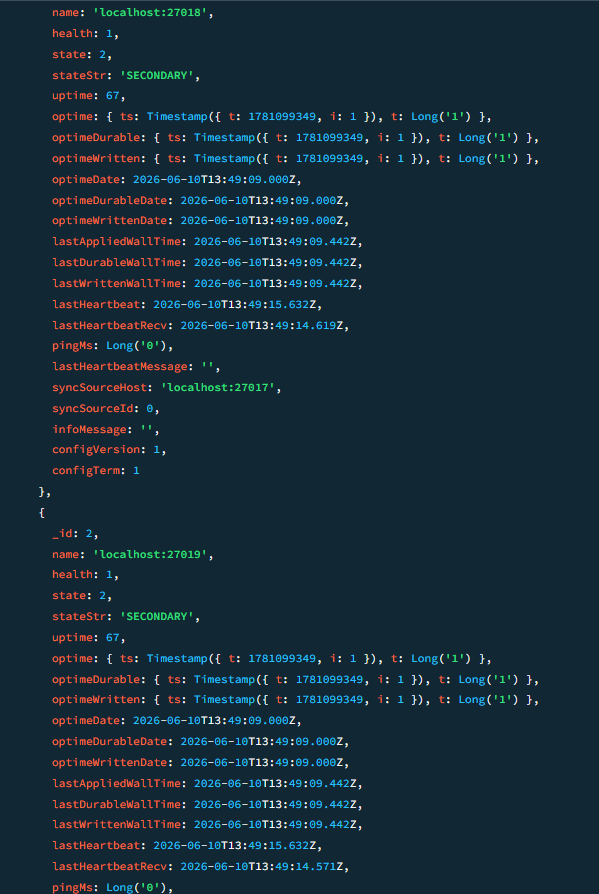 name: 'localhost:27018',
health: 1,
state: 2,
stateStr: 'SECONDARY',
uptime: 67,
optime: { ts: Timestamp({ t: 1781099349, i: 1 }), t: Long('1') },
optimeDurable: { ts: Timestamp({ t: 1781099349, i: 1 }), t: Long('1') },
optimeWritten: { ts: Timestamp({ t: 1781099349, i: 1 }), t: Long('1') },
optimeDate: 2026-06-10T13:49:09.000Z,
optimeDurableDate: 2026-06-10T13:49:09.000Z,
optimeWrittenDate: 2026-06-10T13:49:09.000Z,
lastAppliedWallTime: 2026-06-10T13:49:09.442Z,
lastDurableWallTime: 2026-06-10T13:49:09.442Z,
lastWrittenWallTime: 2026-06-10T13:49:09.442Z,
lastHeartbeat: 2026-06-10T13:49:15.632Z,
lastHeartbeatRecv: 2026-06-10T13:49:14.619Z,
pingMs: Long('0'),
lastHeartbeatMessage: '',
syncSourceHost: 'localhost:27017',
syncSourceId: 0,
infoMessage: '',
configVersion: 1,
configTerm: 1
},
{
_id: 2,
name: 'localhost:27019',
health: 1,
state: 2,
stateStr: 'SECONDARY',
uptime: 67,
optime: { ts: Timestamp({ t: 1781099349, i: 1 }), t: Long('1') },
optimeDurable: { ts: Timestamp({ t: 1781099349, i: 1 }), t: Long('1') },
optimeWritten: { ts: Timestamp({ t: 1781099349, i: 1 }), t: Long('1') },
optimeDate: 2026-06-10T13:49:09.000Z,
optimeDurableDate: 2026-06-10T13:49:09.000Z,
optimeWrittenDate: 2026-06-10T13:49:09.000Z,
lastAppliedWallTime: 2026-06-10T13:49:09.442Z,
lastDurableWallTime: 2026-06-10T13:49:09.442Z,
lastWrittenWallTime: 2026-06-10T13:49:09.442Z,
lastHeartbeat: 2026-06-10T13:49:15.632Z,
lastHeartbeatRecv: 2026-06-10T13:49:14.571Z,
pingMs: Long('0'),